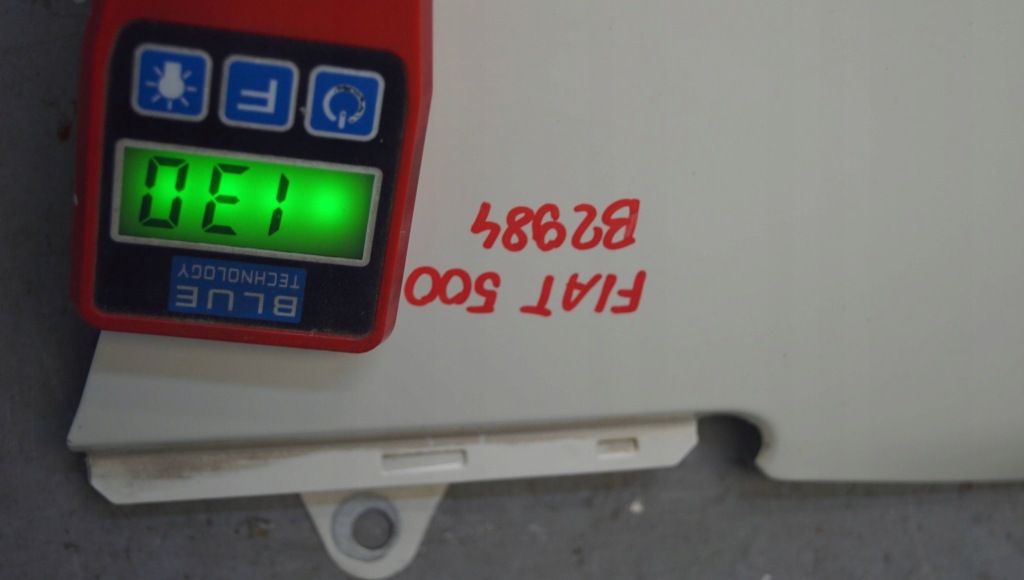 BLUE
TECHNOLOGY
130
F
FIAT 500
B2984